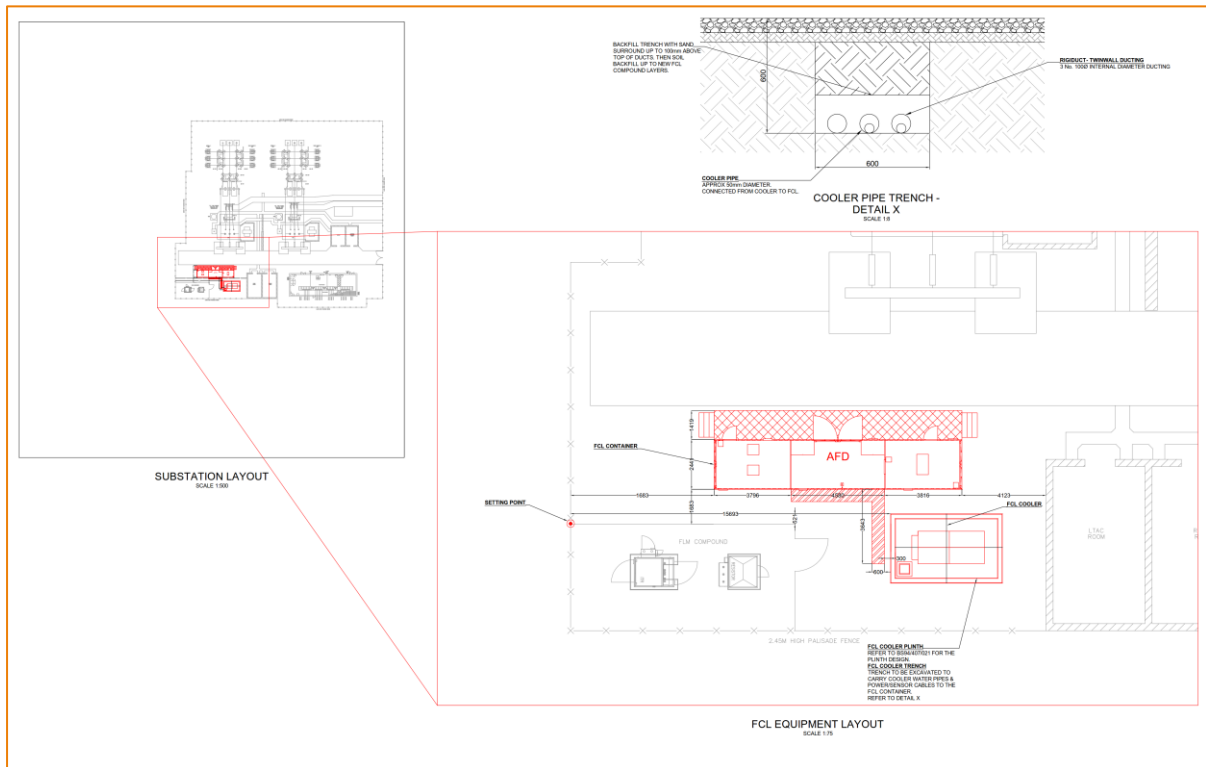 BACKFILL TRENCH WITH SAND
SURROUND UP TO 100mm ABOVE
TOP OF DUCTS. THEN SOIL
BACKFILL UP TO NEW FCL
COMPOUND LAYERS.
600
RIGIDUCT - TWINWALL DUCTING
3 No. 100Ø INTERNAL DIAMETER DUCTING
600
COOLER PIPE
APPROX 50mm DIAMETER.
CONNECTED FROM COOLER TO FCL.
COOLER PIPE TRENCH -
DETAIL X
SCALE 1:8
SUBSTATION LAYOUT
SCALE 1:500
1419
FCL CONTAINER
AFD
1683
3796
3816
4123
1683
SETTING POINT
15693
521
3643
FCL COOLER
FLM COMPOUND
LTAC
ROOM
300
600
2.45M HIGH PALISADE FENCE
FCL COOLER PLINTH
PLINTH DESIGN.
FCL COOLER TRENCH
TRENCH TO BE EXCAVATED TO
CARRY COOLER WATER PIPES &
POWER/SENSOR CABLES TO THE
FCL CONTAINER.
REFER TO DETAIL X
FCL EQUIPMENT LAYOUT
SCALE 1:75